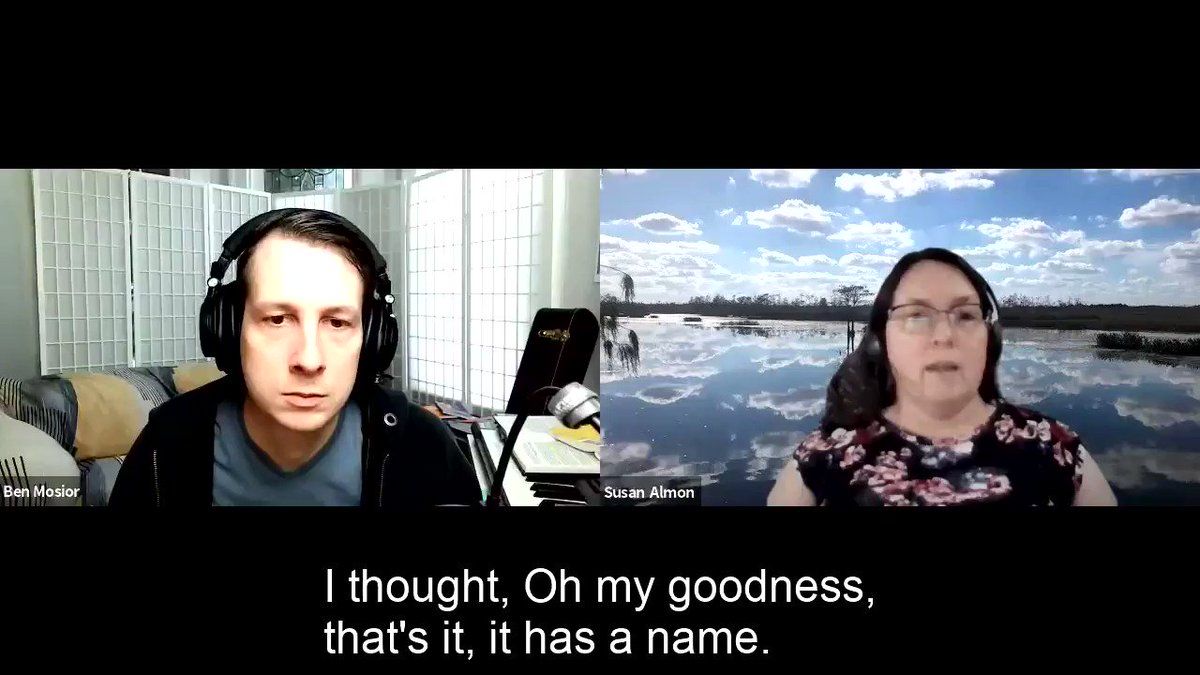 Ben Mosior
Susan Almon
I thought, Oh my goodness,
that's it, it has a name.